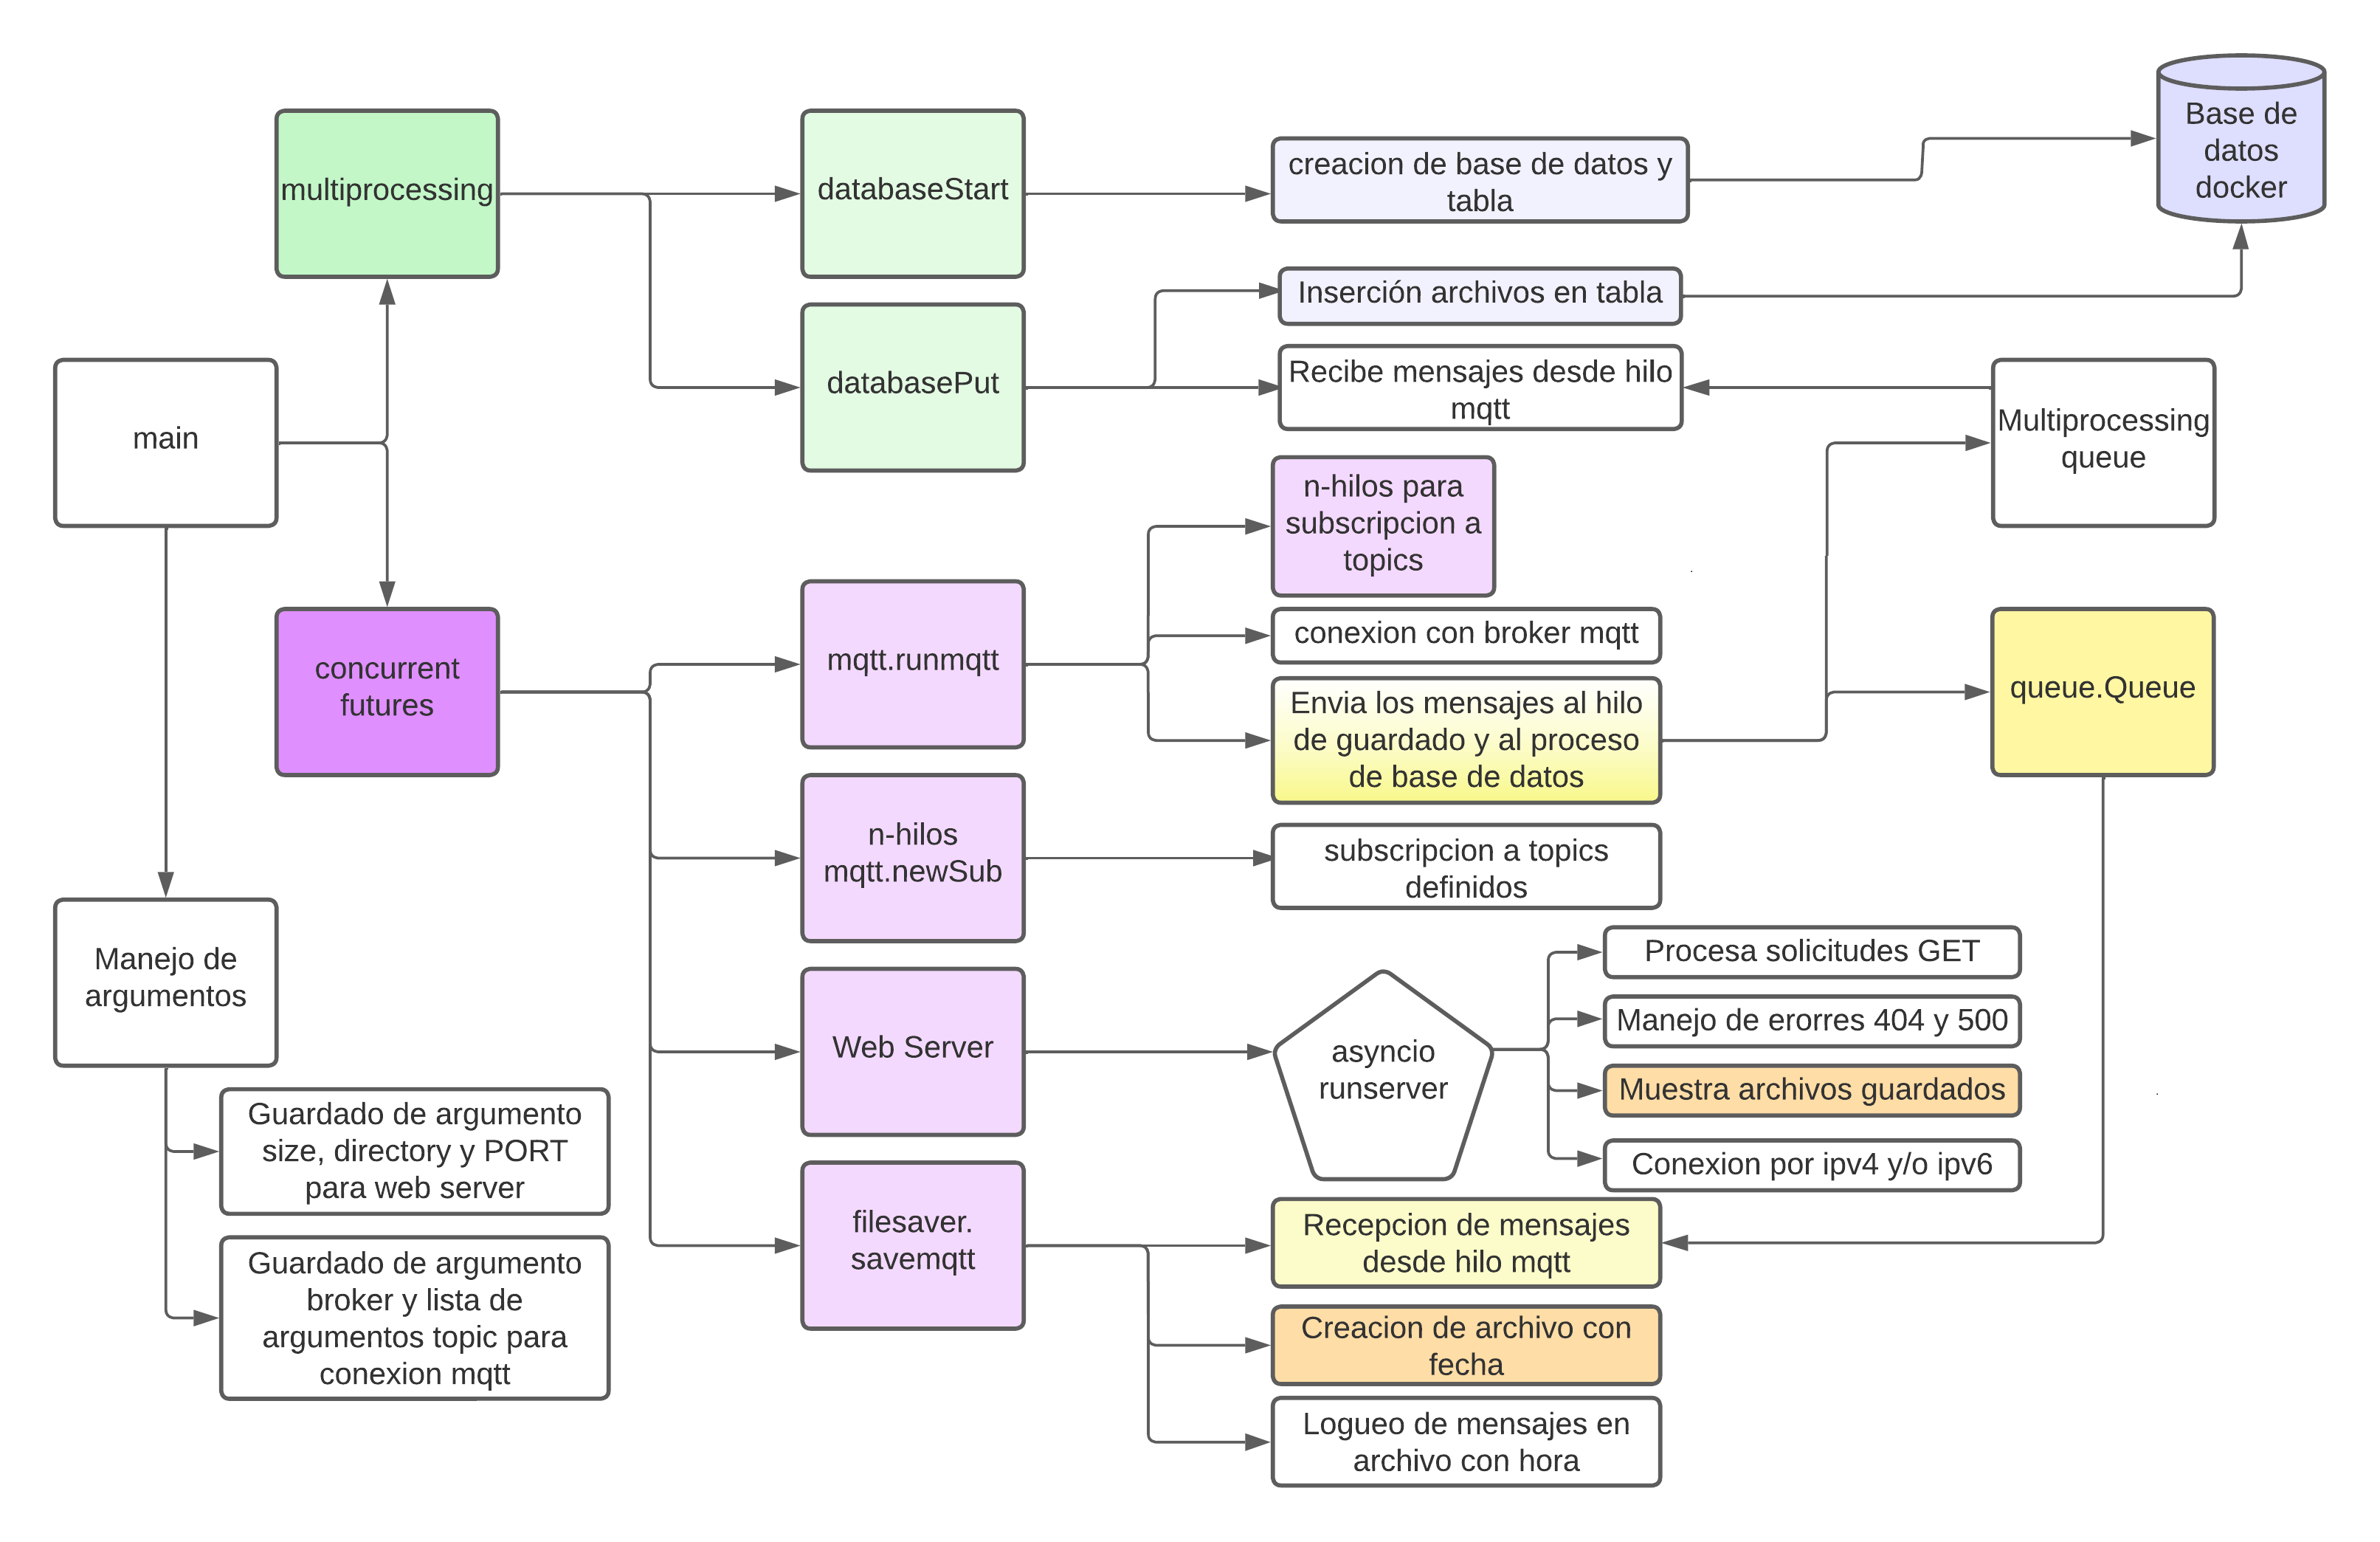 Base de
datos
docker
multiprocessing
databaseStart
creacion de base de datos y
tabla
Inserción archivos en tabla
databasePut
Recibe mensajes desde hilo
mqtt
main
Multiprocessing
queue
n-hilos para
subscripcion a
topics
concurrent
futures
mqtt.runmqtt
conexion con broker mqtt
queue.Queue
Envia los mensajes al hilo
de guardado y al proceso
de base de datos
n-hilos
mqtt.newSub
subscripcion a topics
definidos
Manejo de
argumentos
Web Server
asyncio
runserver
Procesa solicitudes GET
Manejo de erorres 404 y 500
Muestra archivos guardados
Conexion por ipv4 y/o ipv6
Guardado de argumento
size, directory y PORT
para web server
filesaver.
savemqtt
Recepcion de mensajes
desde hilo mqtt
Guardado de argumento
broker y lista de
argumentos topic para
conexion mqtt
Creacion de archivo con
fecha
Logueo de mensajes en
archivo con hora